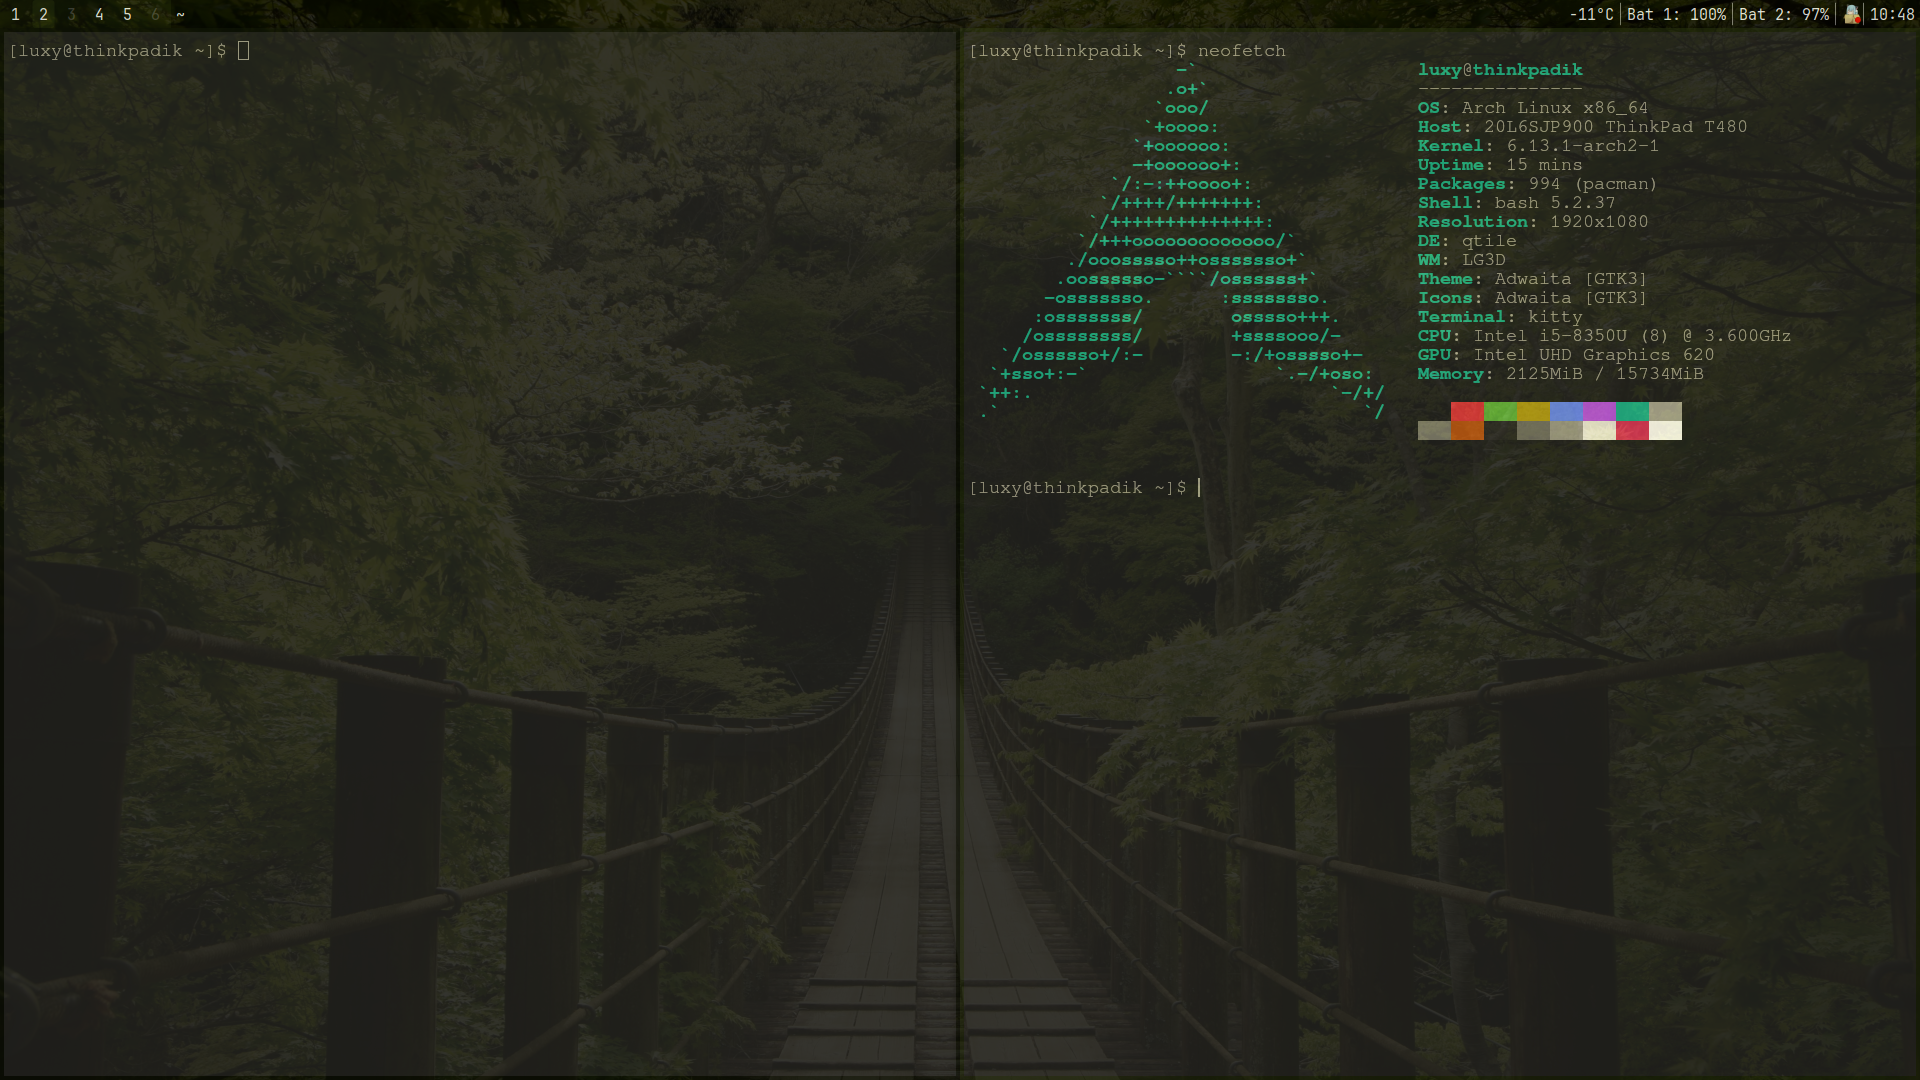 1 2 3 4 5 6 ~ -11°C Bat 1: 100% Bat 2: 97% 10:48
[luxy@thinkpadik ~]$
[luxy@thinkpadik ~]$ neofetch
                   -`
                  .o+`
                 `ooo/
                `+oooo:
               `+oooooo:
               -+oooooo+:
             `/:-:++oooo+:
            `/++++/+++++++:
           `/++++++++++++++:
          `/+++ooooooooooooo/`
         ./ooosssso++osssssso+`
        .oossssso-````/ossssss+`
       -osssssso.      :ssssssso.
      :osssssss/        osssso+++.
     /ossssssss/        +ssssooo/-
   `/ossssso+/:-        -:/+osssso+-
  `+sso+:-`                 `.-/+oso:
 `++:.                           `-/+/
 .`                                 `/
luxy@thinkpadik
---------------
OS: Arch Linux x86_64
Host: 20L6SJP900 ThinkPad T480
Kernel: 6.13.1-arch2-1
Uptime: 15 mins
Packages: 994 (pacman)
Shell: bash 5.2.37
Resolution: 1920x1080
DE: qtile
WM: LG3D
Theme: Adwaita [GTK3]
Icons: Adwaita [GTK3]
Terminal: kitty
CPU: Intel i5-8350U (8) @ 3.600GHz
GPU: Intel UHD Graphics 620
Memory: 2125MiB / 15734MiB
[luxy@thinkpadik ~]$